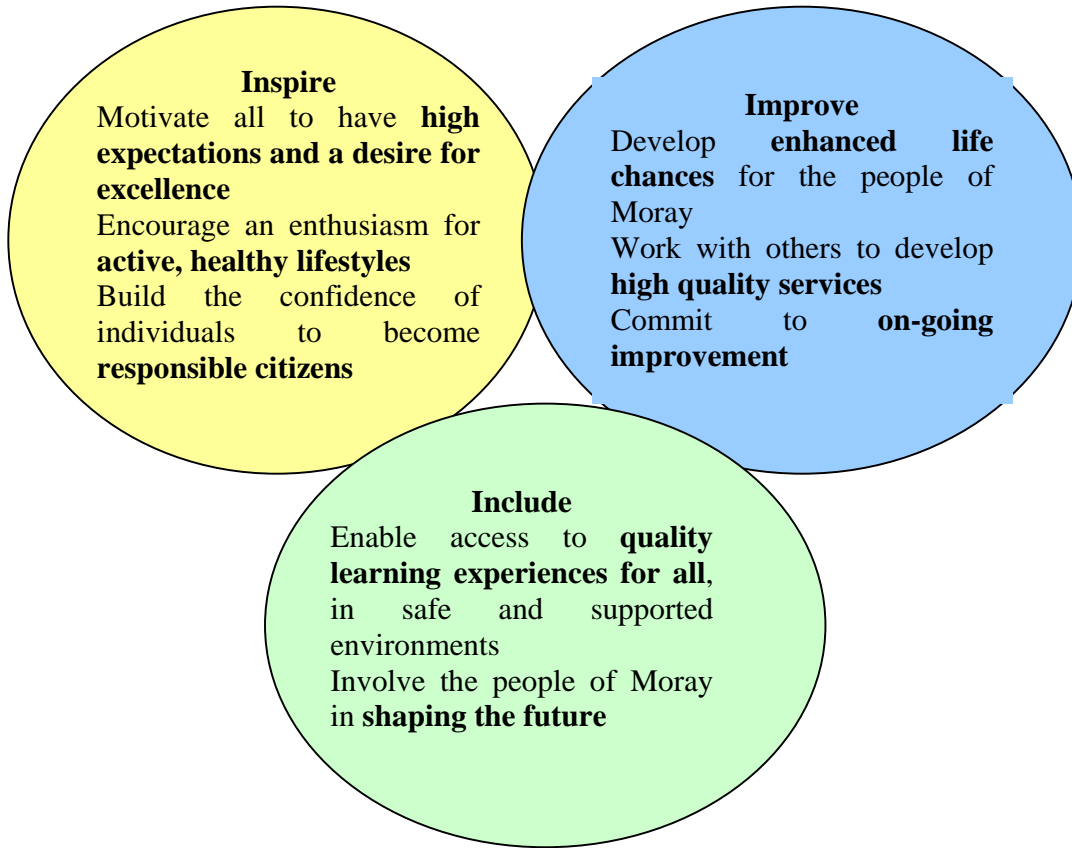 Inspire
Motivate all to have high
expectations and a desire for
excellence
Encourage an enthusiasm for
active, healthy lifestyles
Build the confidence of
individuals to become
responsible citizens
Improve
Develop enhanced life
chances for the people of
Moray
Work with others to develop
high quality services
Commit to on-going
improvement
Include
Enable access to quality
learning experiences for all,
in safe and supported
environments
Involve the people of Moray
in shaping the future